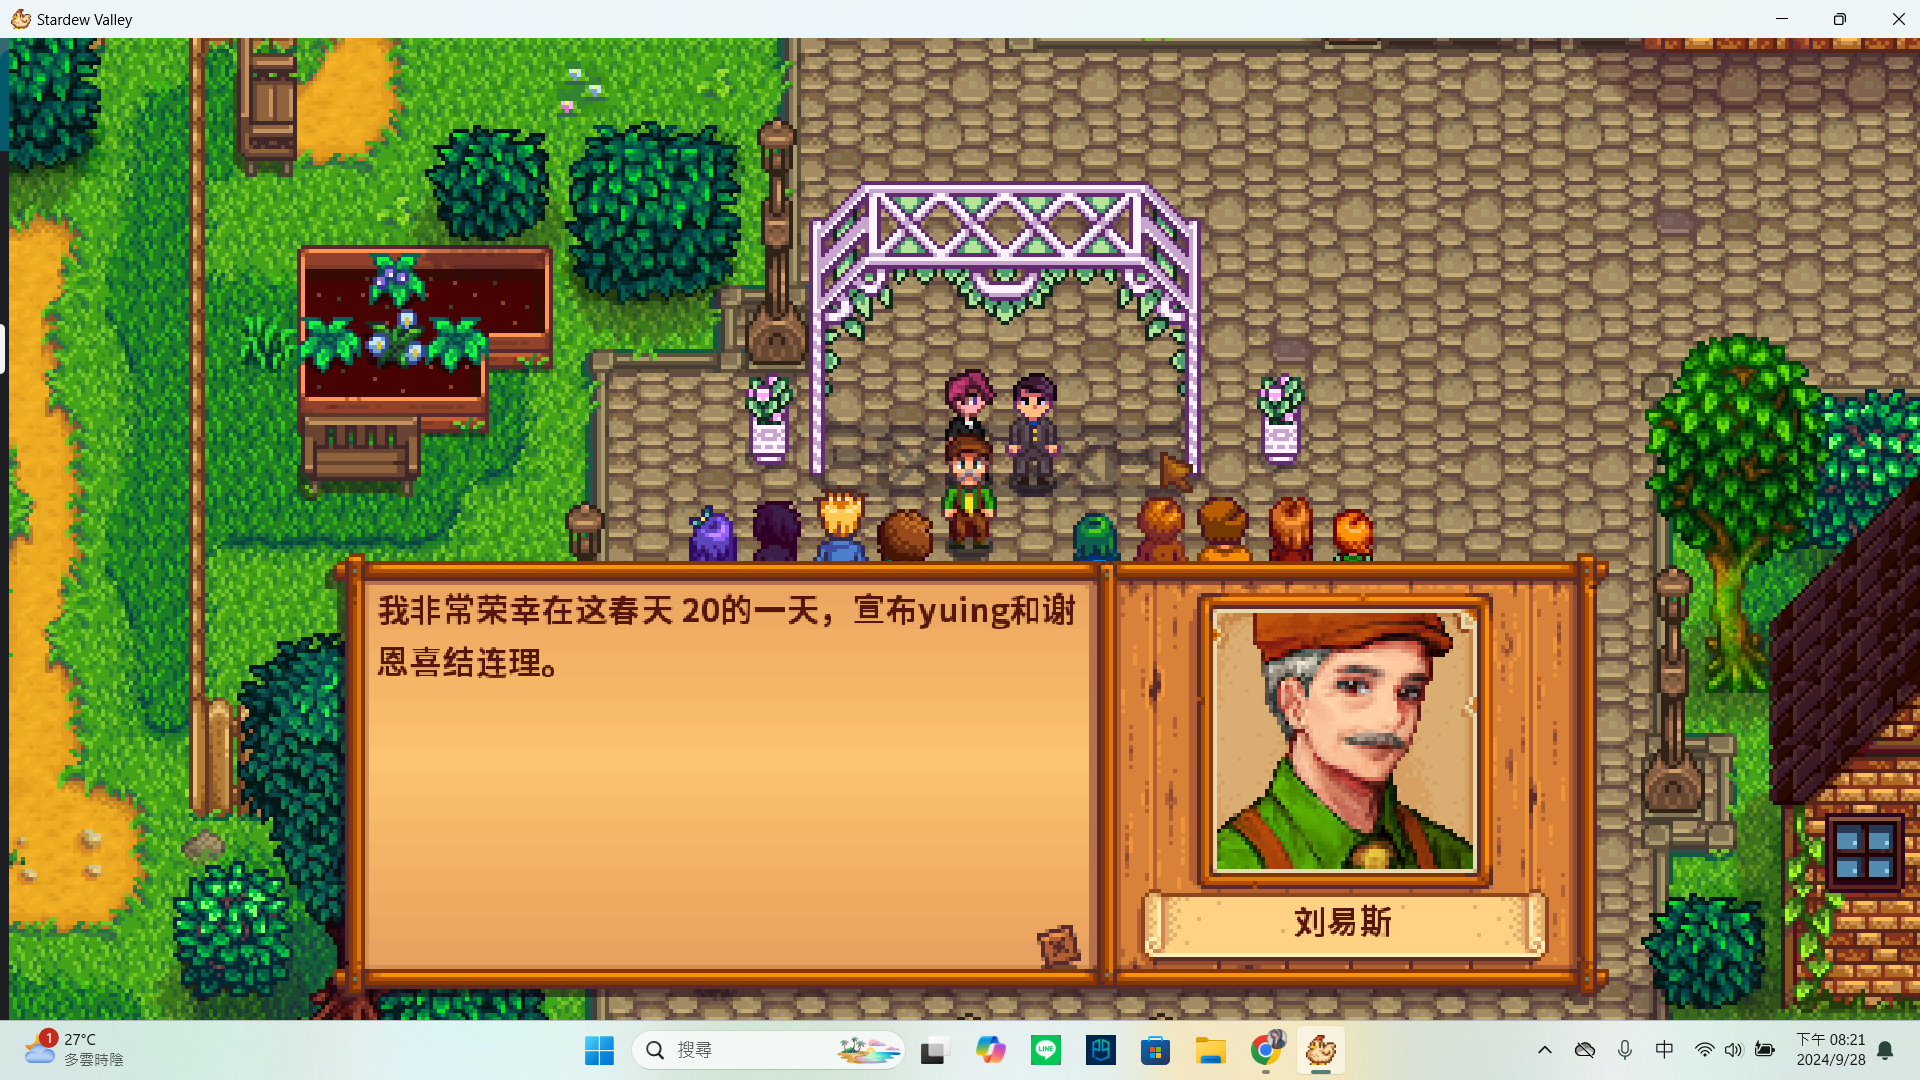 Stardew Valley
我非常荣幸在这春天 20的一天，宣布yuing和谢
恩喜结连理。
刘易斯
1
27°C
多雲時陰
搜尋
LINE
中
下午 08:21
2024/9/28